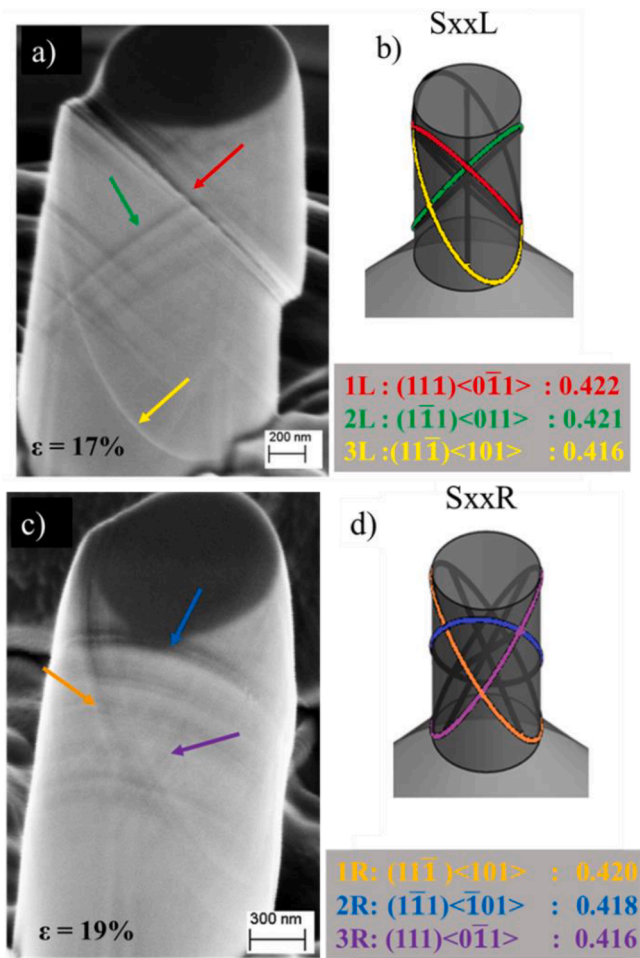 a)
ε = 17%
200 nm
b)
SxxL
1L : (111)<01̅1> : 0.422
2L : (11̅1)<011> : 0.421
3L : (111̅)<101> : 0.416
c)
ε = 19%
300 nm
d)
SxxR
1R: (111̅ )<101> : 0.420
2R: (11̅1)<1̅01> : 0.418
3R: (111)<01̅1> : 0.416